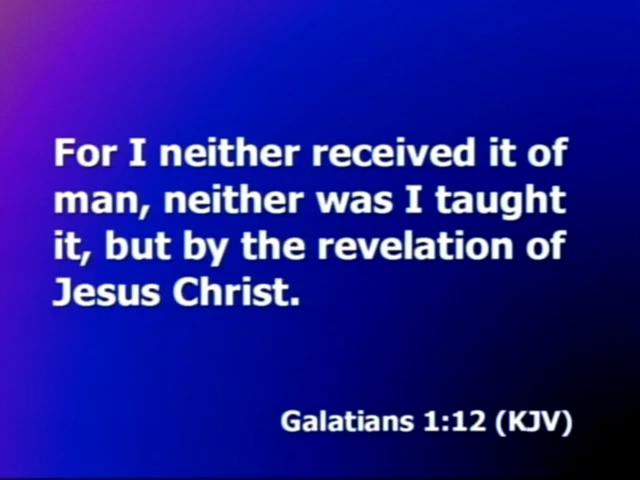 For I neither received it of
man, neither was I taught
it, but by the revelation of
Jesus Christ.
Galatians 1:12 (KJV)